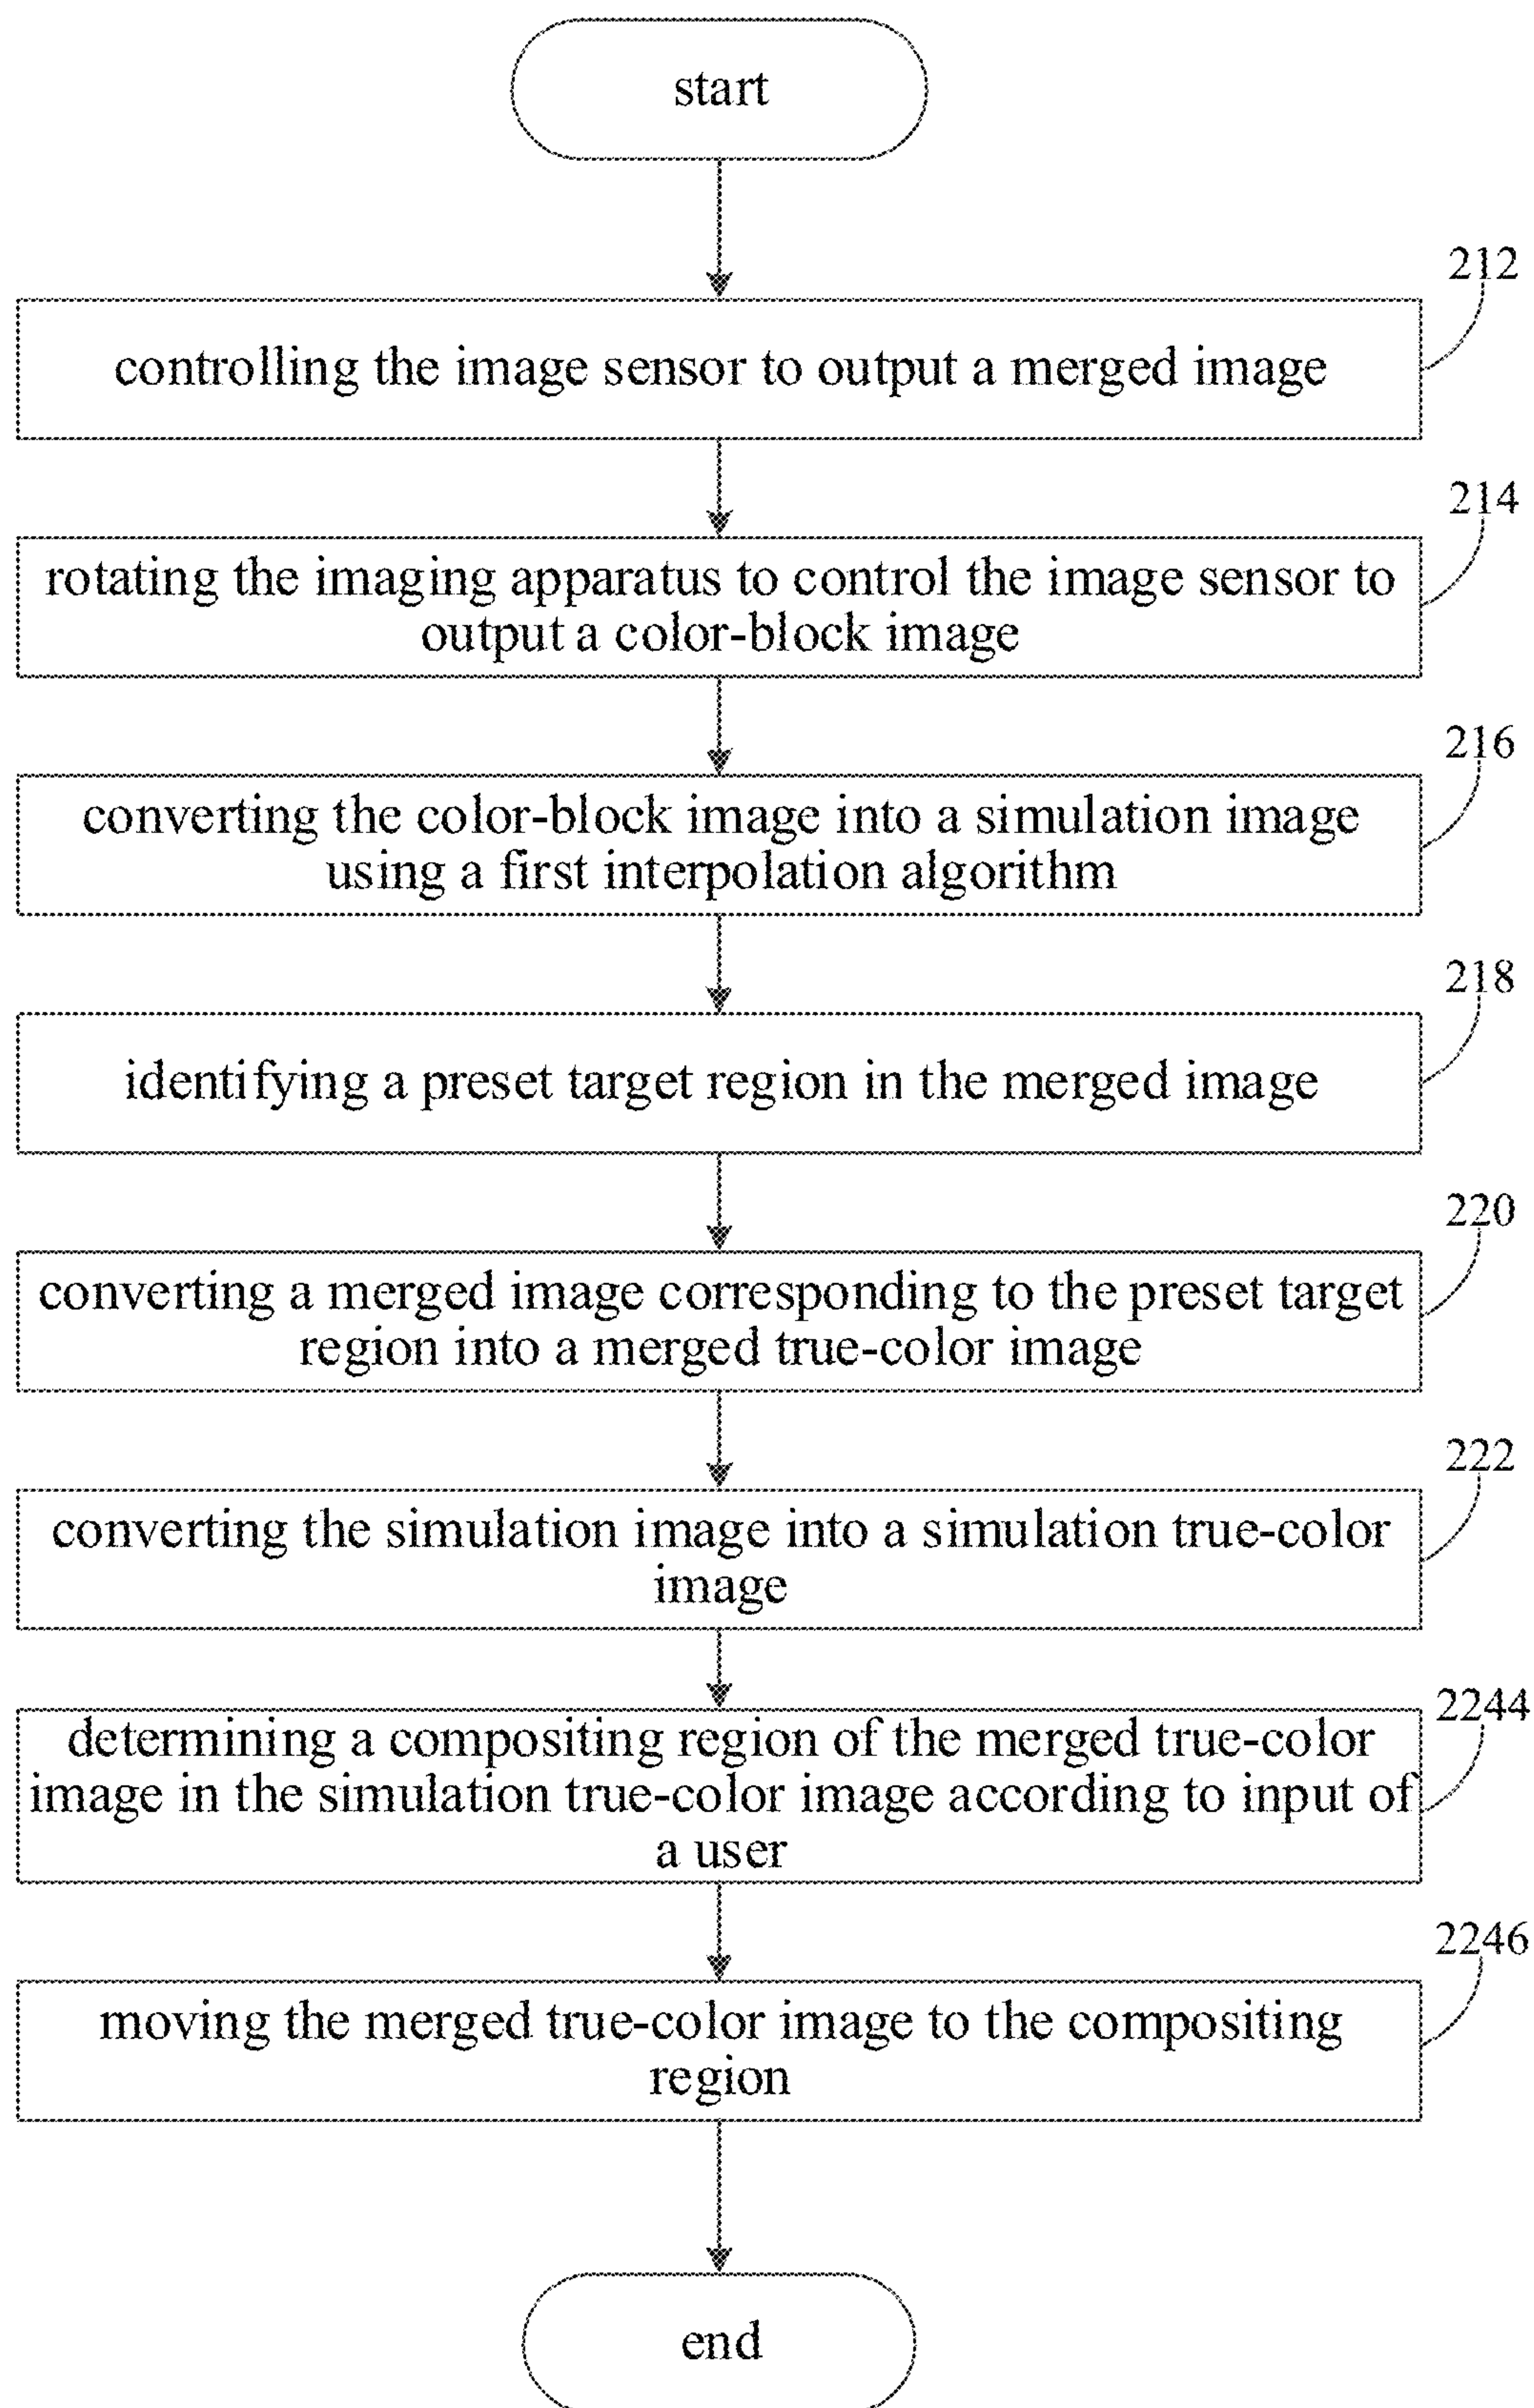 start
212
controlling the image sensor to output a merged image
214
rotating the imaging apparatus to control the image sensor to
output a color-block image
216
converting the color-block image into a simulation image
using a first interpolation algorithm
218
identifying a preset target region in the merged image
220
converting a merged image corresponding to the preset target
region into a merged true-color image
222
converting the simulation image into a simulation true-color
image
2244
determining a compositing region of the merged true-color
image in the simulation true-color image according to input of
a user
2246
moving the merged true-color image to the compositing
region
end